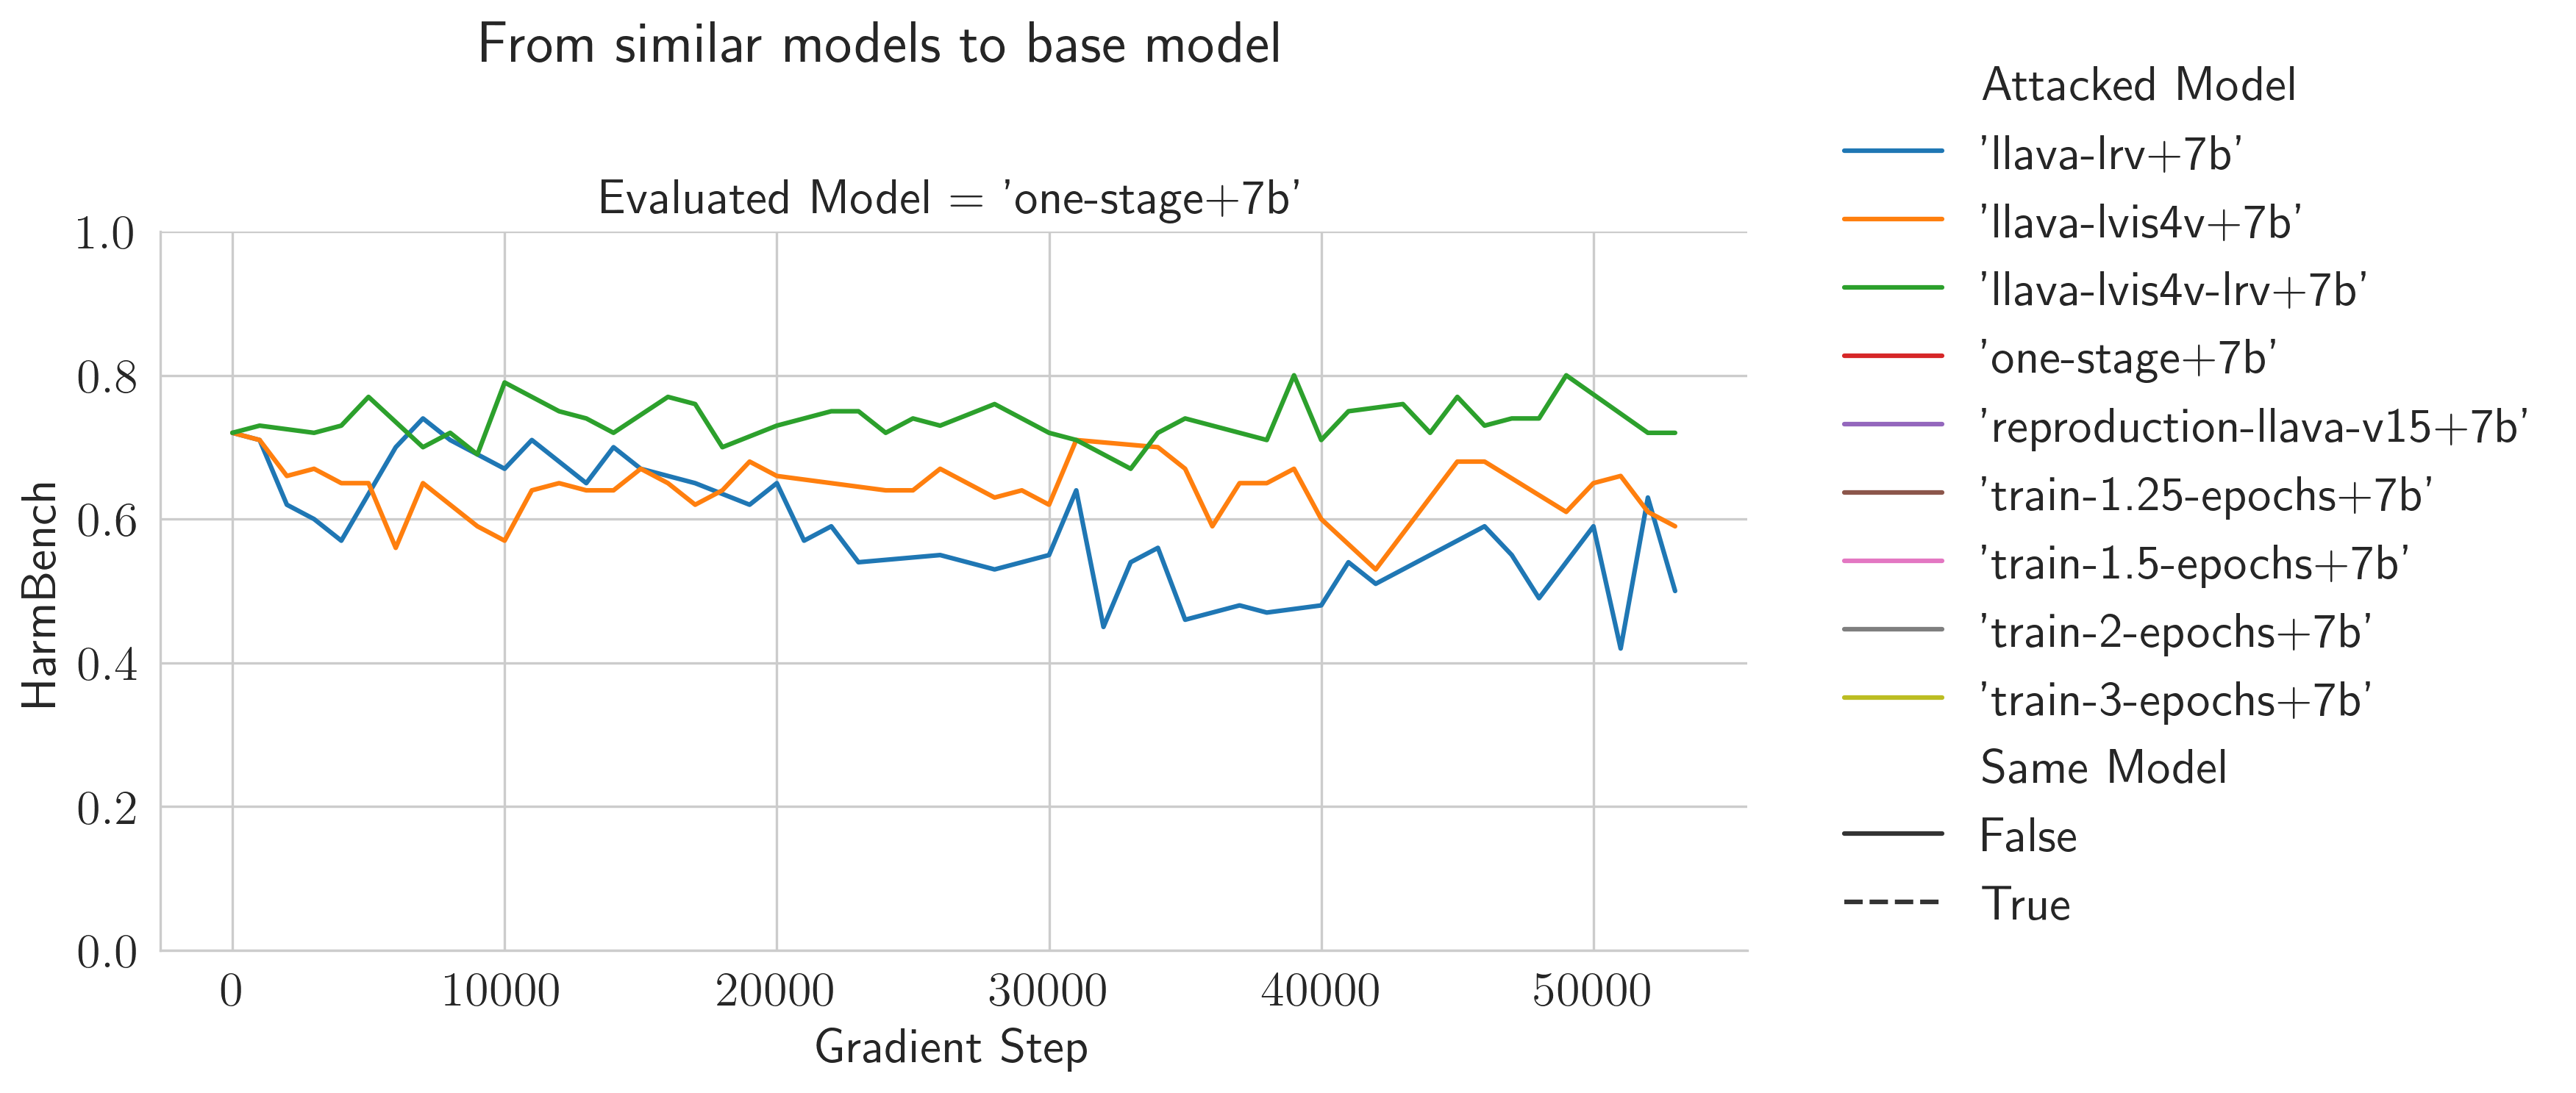 From similar models to base model
Evaluated Model = 'one-stage+7b'
1.0
0.8
0.6
0.4
0.2
0.0
HarmBench
0 10000 20000 30000 40000 50000
Gradient Step
Attacked Model
'llava-lrv+7b'
'llava-lvis4v+7b'
'llava-lvis4v-lrv+7b'
'one-stage+7b'
'reproduction-llava-v15+7b'
'train-1.25-epochs+7b'
'train-1.5-epochs+7b'
'train-2-epochs+7b'
'train-3-epochs+7b'
Same Model
False
True